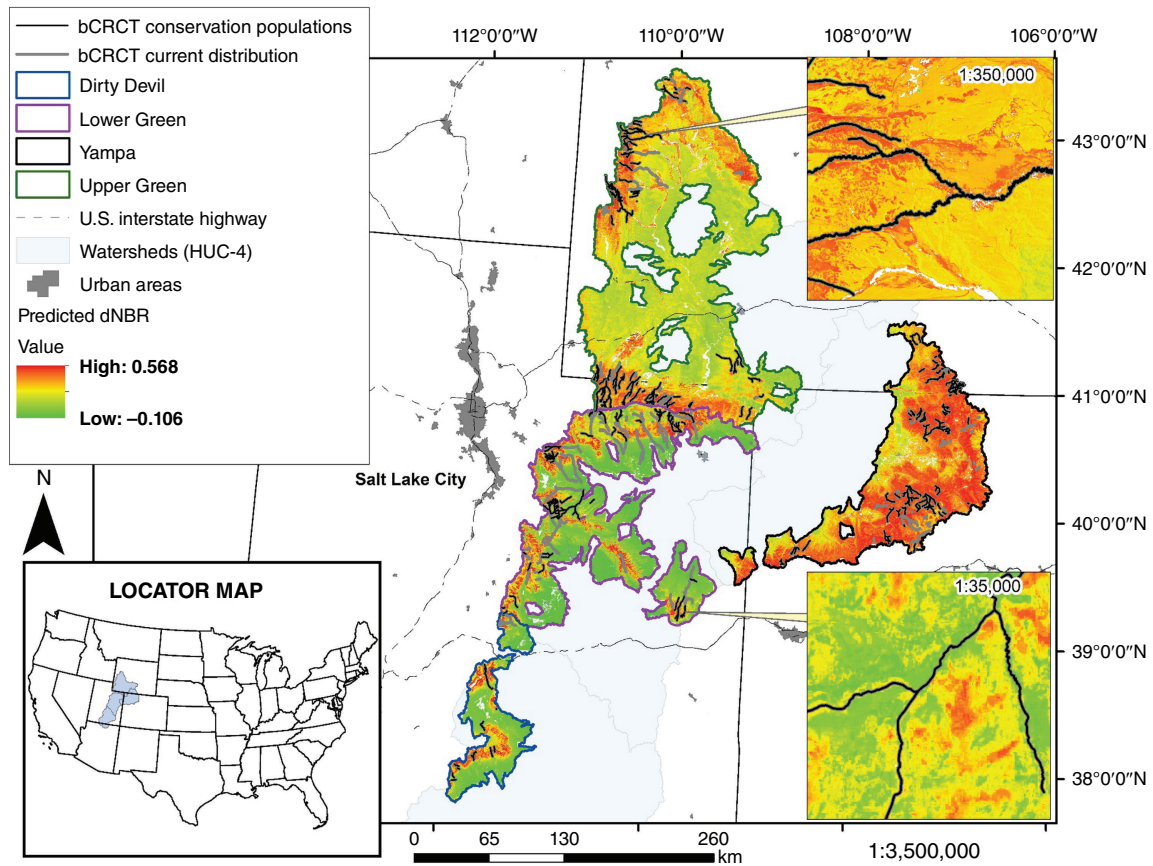 bCRCT conservation populations
bCRCT current distribution
Dirty Devil
Lower Green
Yampa
Upper Green
U.S. interstate highway
Watersheds (HUC-4)
Urban areas
Predicted dNBR
Value
High: 0.568
Low: –0.106
112°0′0″W
110°0′0″W
108°0′0″W
106°0′0″W
1:350,000
43°0′0″N
42°0′0″N
41°0′0″N
40°0′0″N
39°0′0″N
38°0′0″N
Salt Lake City
N
LOCATOR MAP
1:35,000
0 65 130 260
km
1:3,500,000